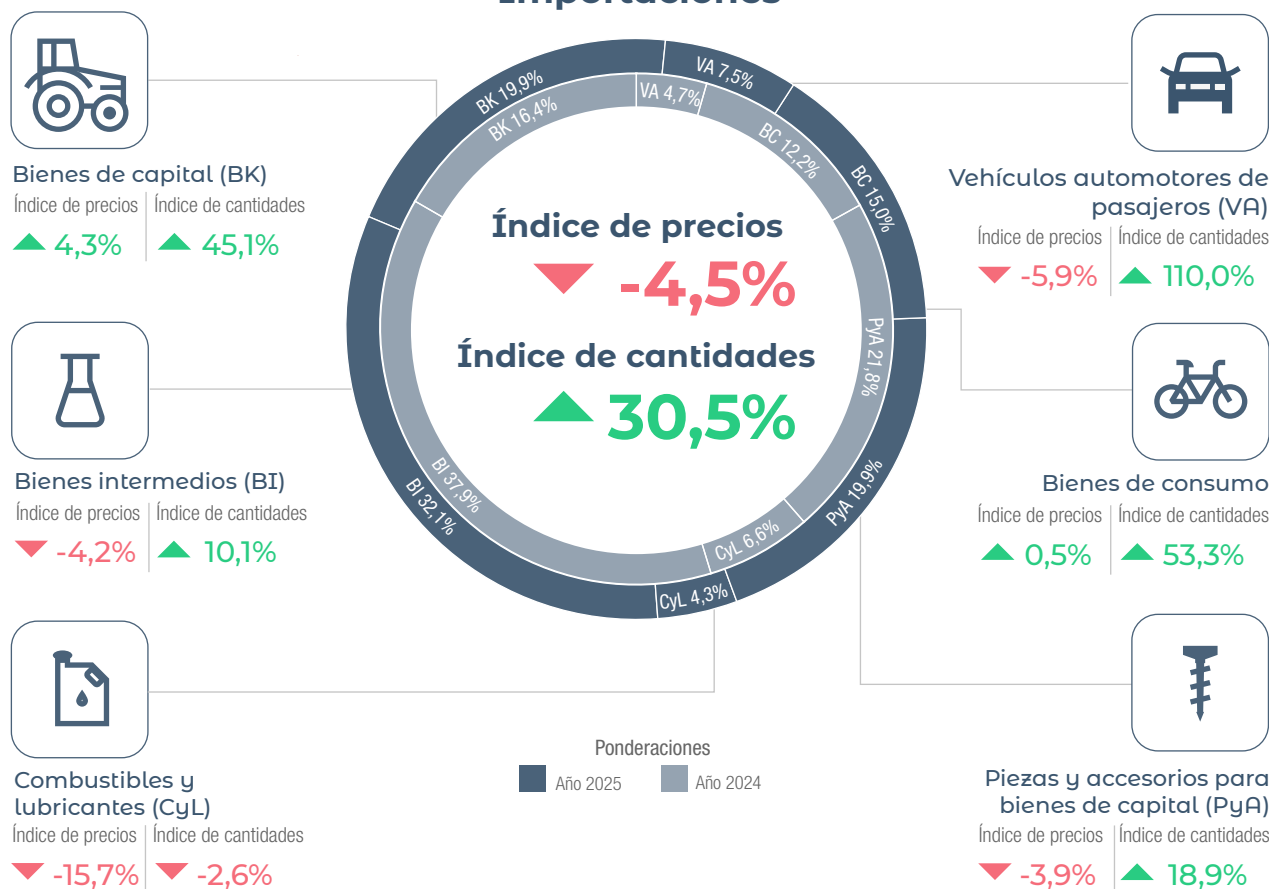 Importaciones
Bienes de capital (BK)
Índice de precios Índice de cantidades
4,3% 45,1%
Bienes intermedios (BI)
Índice de precios Índice de cantidades
-4,2% 10,1%
Combustibles y
lubricantes (CyL)
Índice de precios Índice de cantidades
-15,7% -2,6%
BK 19,9%
VA 7,5%
BC 15,0%
PyA 19,9%
CyL 4,3%
BI 32,1%
BK 16,4%
VA 4,7%
BC 12,2%
PyA 21,8%
CyL 6,6%
BI 37,9%
Índice de precios
-4,5%
Índice de cantidades
30,5%
Ponderaciones
Año 2025 Año 2024
Vehículos automotores de
pasajeros (VA)
Índice de precios Índice de cantidades
-5,9% 110,0%
Bienes de consumo
Índice de precios Índice de cantidades
0,5% 53,3%
Piezas y accesorios para
bienes de capital (PyA)
Índice de precios Índice de cantidades
-3,9% 18,9%